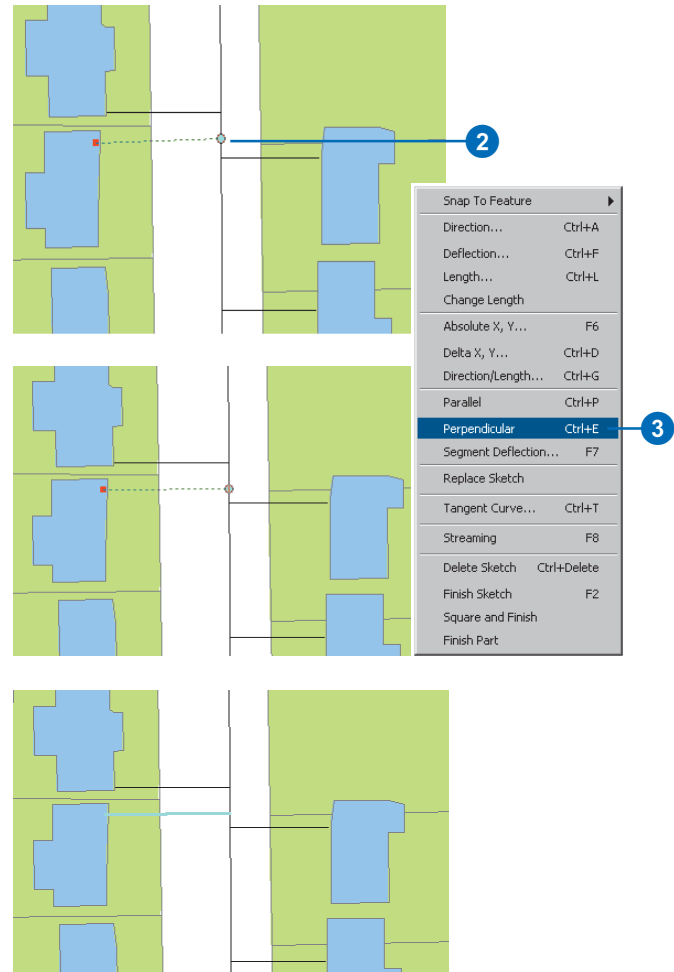 2
Snap To Feature
Direction... Ctrl+A
Deflection... Ctrl+F
Length... Ctrl+L
Change Length
Absolute X, Y... F6
Delta X, Y... Ctrl+D
Direction/Length... Ctrl+G
Parallel Ctrl+P
Perpendicular Ctrl+E
3
Segment Deflection... F7
Replace Sketch
Tangent Curve... Ctrl+T
Streaming F8
Delete Sketch Ctrl+Delete
Finish Sketch F2
Square and Finish
Finish Part